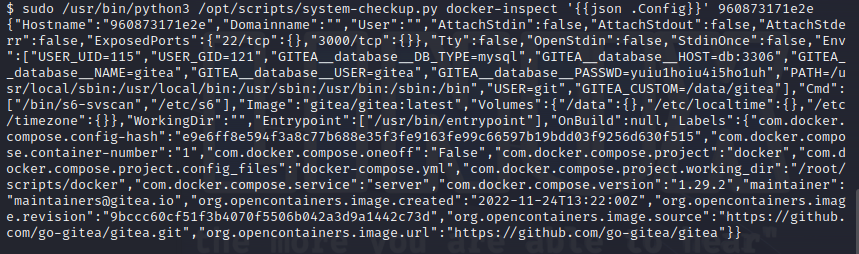 $ sudo /usr/bin/python3 /opt/scripts/system-checkup.py docker-inspect '{{json .Config}}' 960873171e2e
{"Hostname":"960873171e2e","Domainname":"","User":"","AttachStdin":false,"AttachStdout":false,"AttachStde
rr":false,"ExposedPorts":{"22/tcp":{},"3000/tcp":{}},"Tty":false,"OpenStdin":false,"StdinOnce":false,"Env
":["USER_UID=115","USER_GID=121","GITEA__database__DB_TYPE=mysql","GITEA__database__HOST=db:3306","GITEA_
_database__NAME=gitea","GITEA__database__USER=gitea","GITEA__database__PASSWD=yuiu1hoiu4i5ho1uh","PATH=/u
sr/local/sbin:/usr/local/bin:/usr/sbin:/usr/bin:/sbin:/bin","USER=git","GITEA_CUSTOM=/data/gitea"],"Cmd":
["/bin/s6-svscan","/etc/s6"],"Image":"gitea/gitea:latest","Volumes":{"/data":{},"/etc/localtime":{},"/etc
/timezone":{}},"WorkingDir":"","Entrypoint":["/usr/bin/entrypoint"],"OnBuild":null,"Labels":{"com.docker.
compose.config-hash":"e9e6ff8e594f3a8c77b688e35f3fe9163fe99c66597b19bdd03f9256d630f515","com.docker.compo
se.container-number":"1","com.docker.compose.oneoff":"False","com.docker.compose.project":"docker","com.d
ocker.compose.project.config_files":"docker-compose.yml","com.docker.compose.project.working_dir":"/root/
scripts/docker","com.docker.compose.service":"server","com.docker.compose.version":"1.29.2","maintainer":
"maintainers@gitea.io","org.opencontainers.image.created":"2022-11-24T13:22:00Z","org.opencontainers.imag
e.revision":"9bccc60cf51f3b4070f5506b042a3d9a1442c73d","org.opencontainers.image.source":"https://github.
com/go-gitea/gitea.git","org.opencontainers.image.url":"https://github.com/go-gitea/gitea"}}
the more you are able to hear"